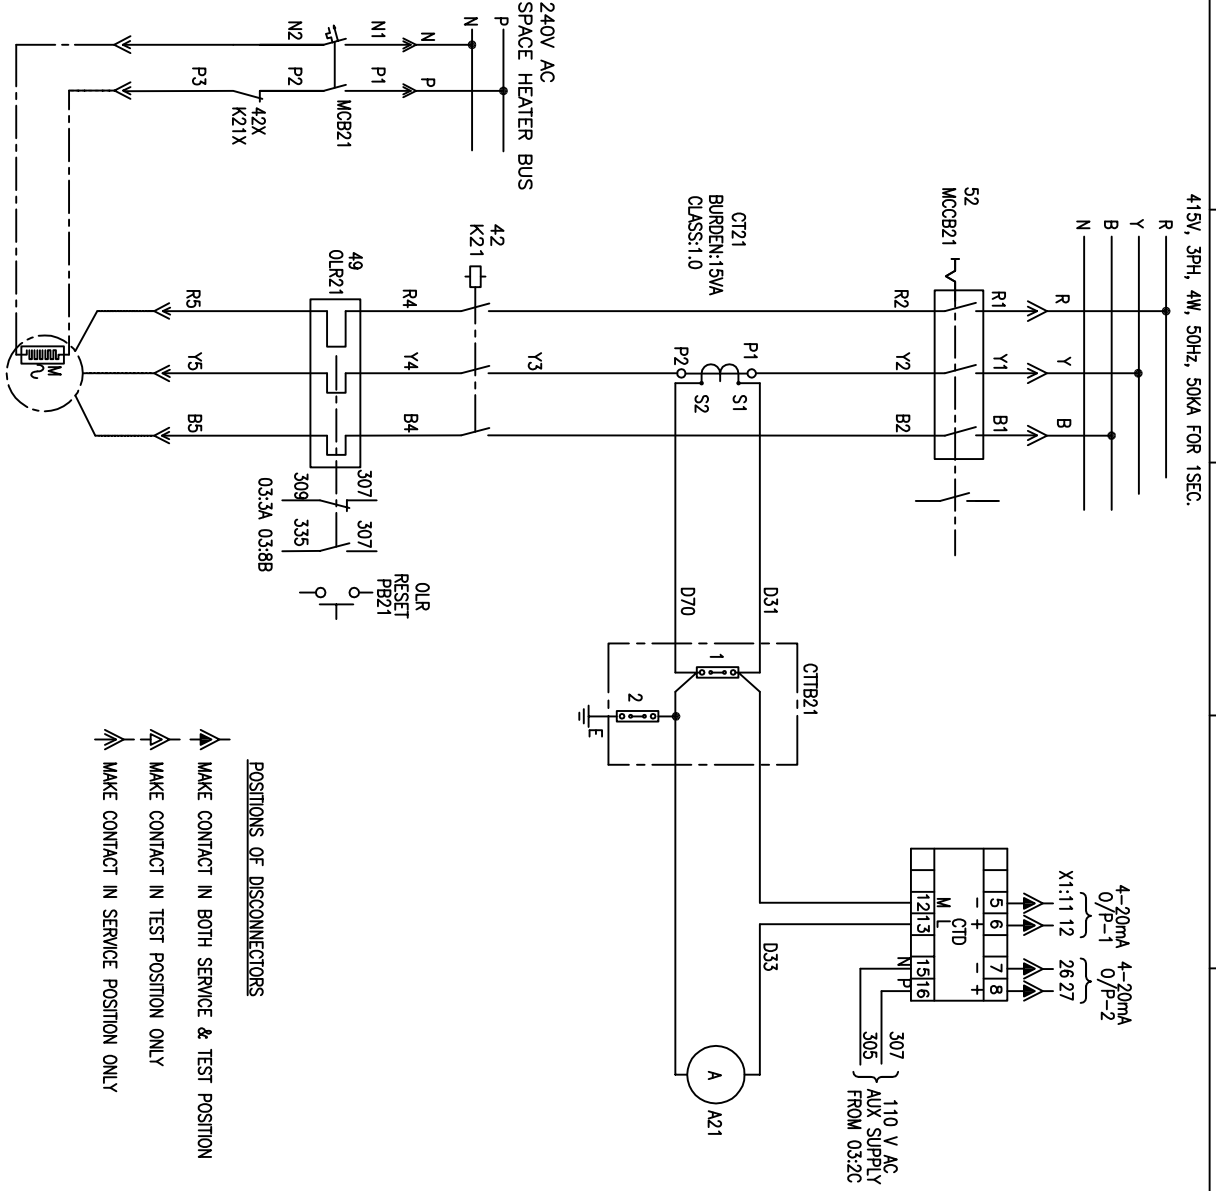 415V, 3PH, 4W, 50Hz, 50KA FOR 1SEC.
R
Y
B
N
52
MCCB21
R
Y
B
R1
Y1
B1
R2
Y2
B2
CT21
BURDEN:15VA
CLASS:1.0
P1
P2
S1
S2
Y3
42
K21
R4
Y4
B4
49
OLR21
R5
Y5
B5
M
307
309
03:3A
307
335
03:8B
OLR
RESET
PB21
240V AC
SPACE HEATER BUS
P
N
N
P
N1
P1
MCB21
N2
P2
42X
K21X
P3
D31
D70
CTTB21
1
2
E
4-20mA
O/P-1
4-20mA
O/P-2
X1:11 12
26 27
5
6
7
8
-
+
-
+
CTD
M
L
N
P
12
13
15
16
D33
307
305
110 V AC
AUX SUPPLY
FROM 03:2C
A
A21
POSITIONS OF DISCONNECTORS
MAKE CONTACT IN BOTH SERVICE & TEST POSITION
MAKE CONTACT IN TEST POSITION ONLY
MAKE CONTACT IN SERVICE POSITION ONLY